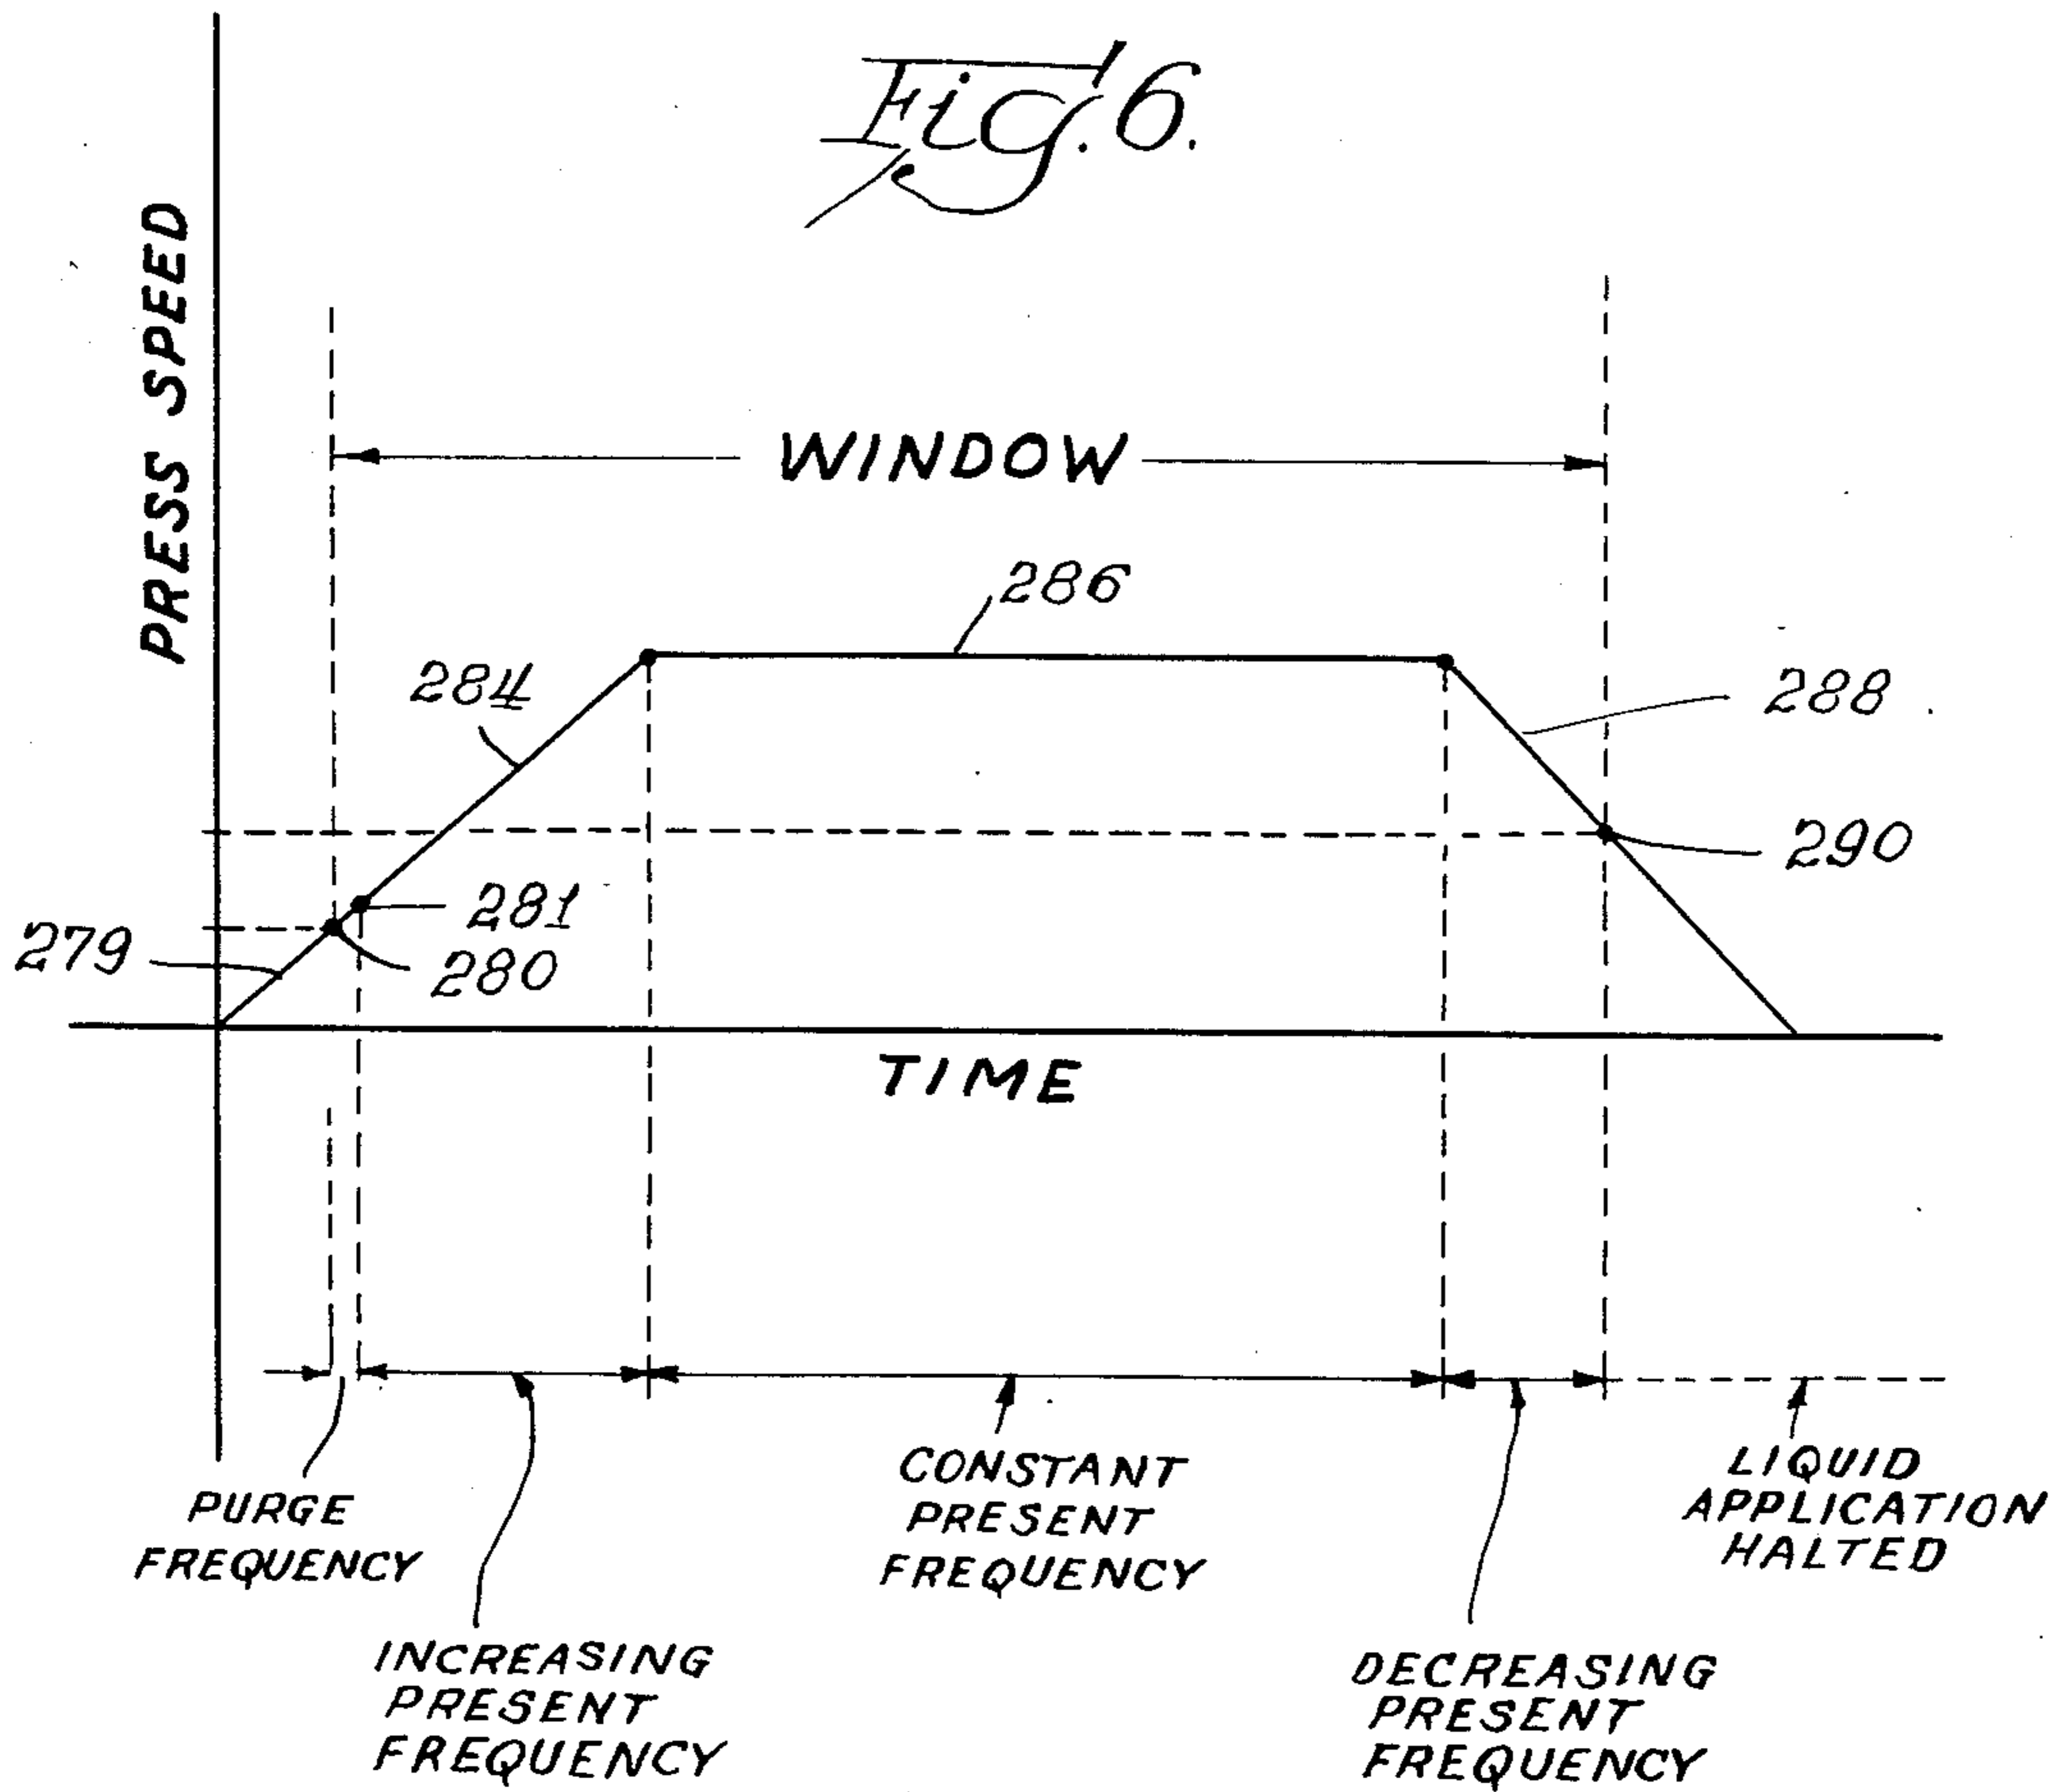 Fig. 6.
PRESS SPEED
WINDOW
286
284
288
290
281
280
279
TIME
PURGE
FREQUENCY
INCREASING
PRESENT
FREQUENCY
CONSTANT
PRESENT
FREQUENCY
DECREASING
PRESENT
FREQUENCY
LIQUID
APPLICATION
HALTED